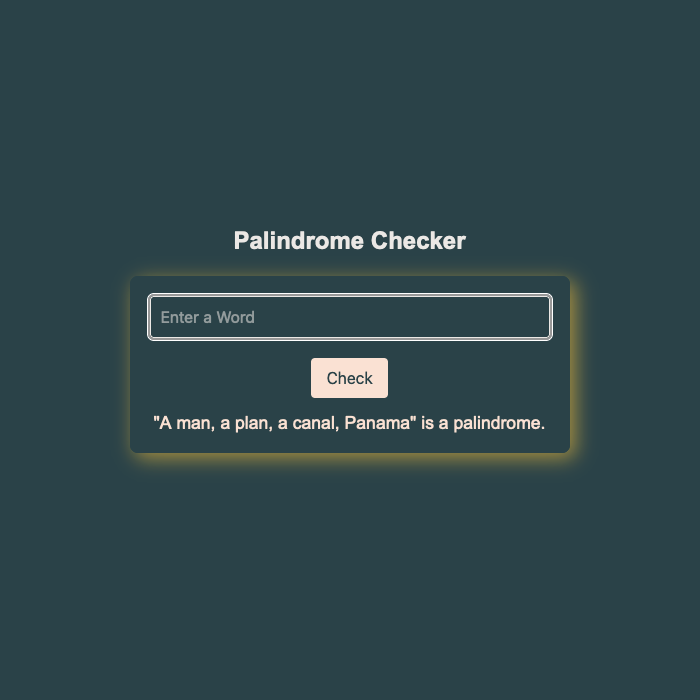 Palindrome Checker
Enter a Word
Check
"A man, a plan, a canal, Panama" is a palindrome.